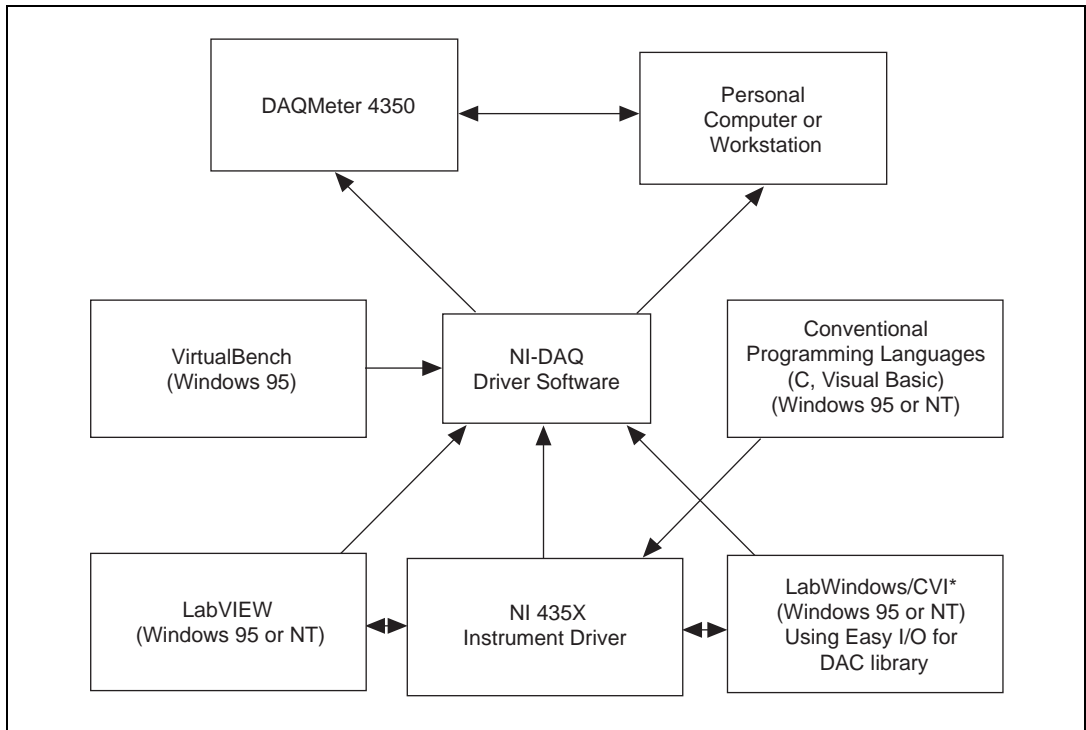 DAQMeter 4350
Personal
Computer or
Workstation
VirtualBench
(Windows 95)
NI-DAQ
Driver Software
Conventional
Programming Languages
(C, Visual Basic)
(Windows 95 or NT)
LabVIEW
(Windows 95 or NT)
NI 435X
Instrument Driver
LabWindows/CVI*
(Windows 95 or NT)
Using Easy I/O for
DAC library